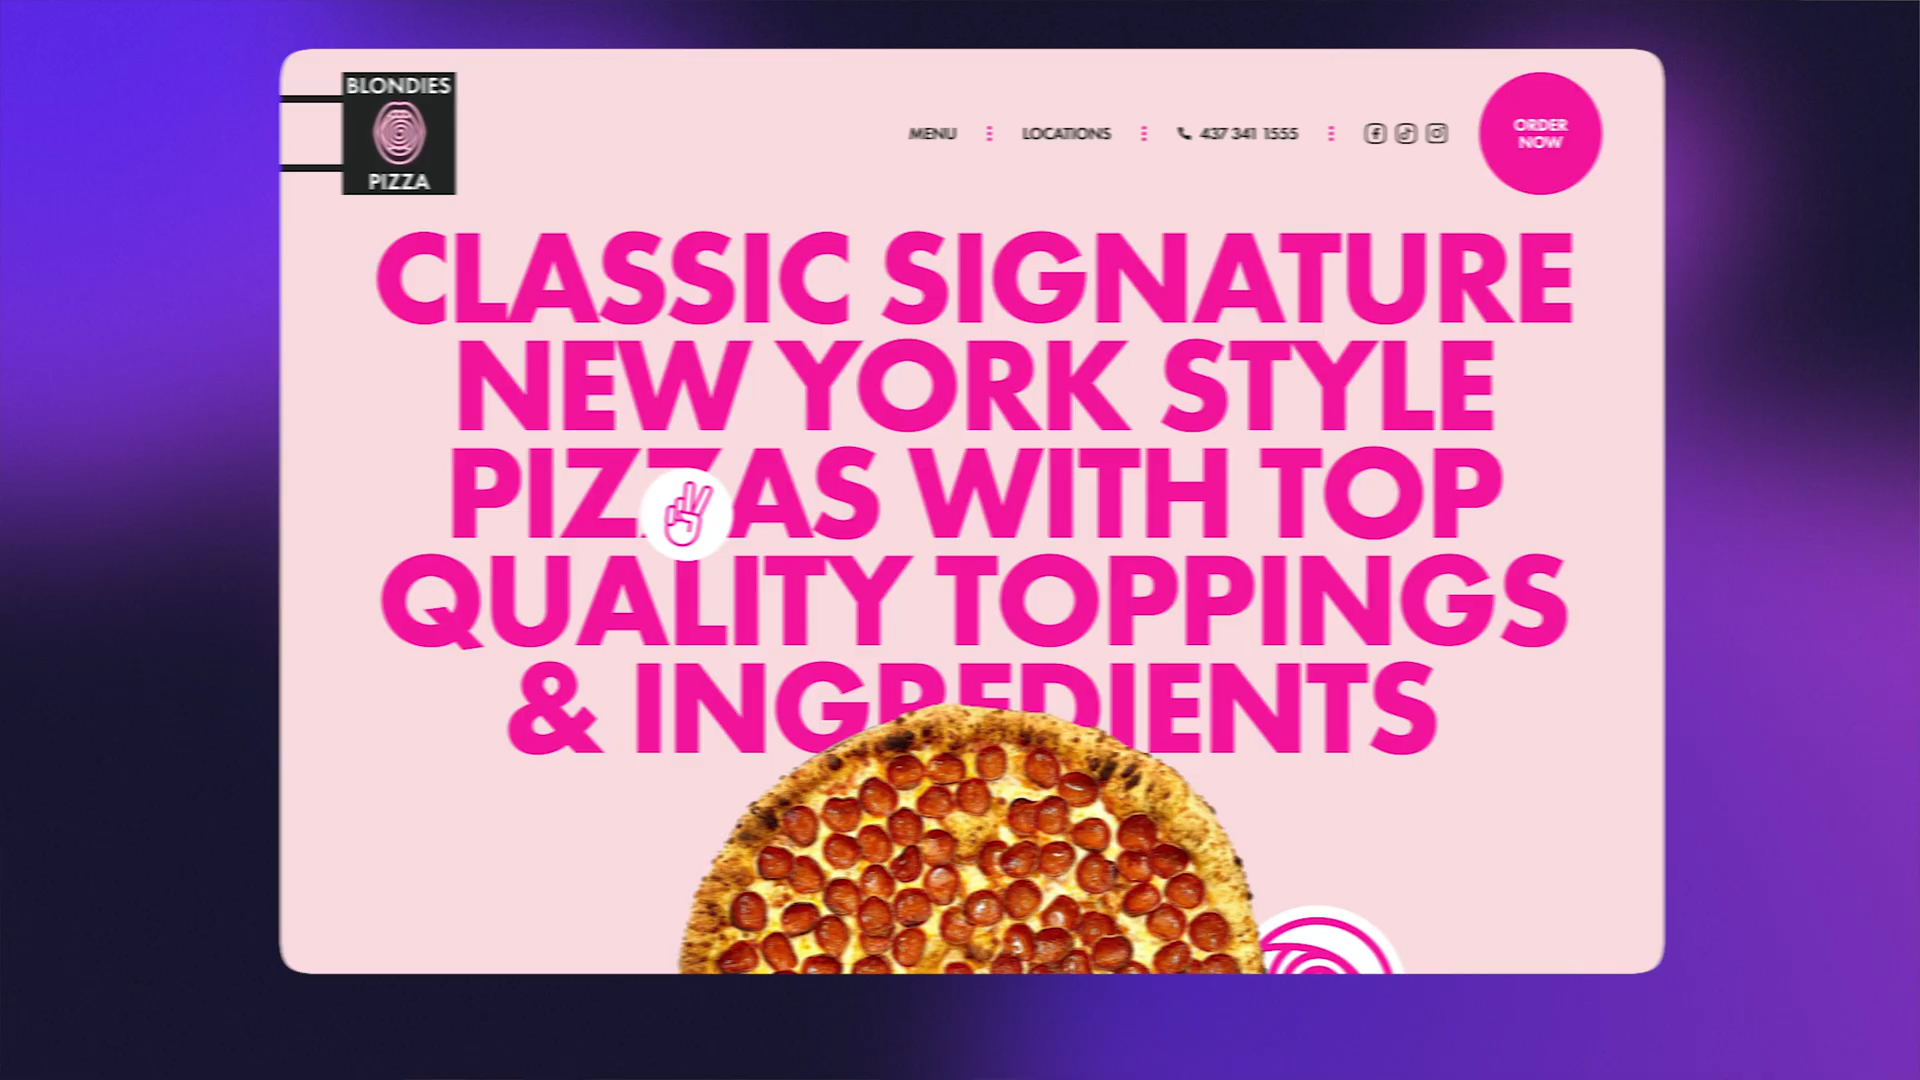 BLONDIES
PIZZA
MENU
LOCATIONS
437 341 1555
ORDER
NOW
CLASSIC SIGNATURE
NEW YORK STYLE
PIZZAS WITH TOP
QUALITY TOPPINGS
& INGREDIENTS